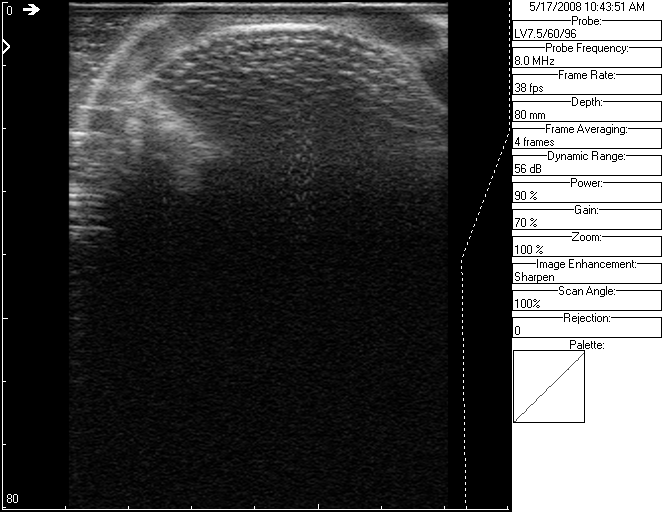 0
80
5/17/2008 10:43:51 AM
Probe:
LV7.5/60/96
Probe Frequency:
8.0 MHz
Frame Rate:
38 fps
Depth:
80 mm
Frame Averaging:
4 frames
Dynamic Range:
56 dB
Power:
90 %
Gain:
70 %
Zoom:
100 %
Image Enhancement:
Sharpen
Scan Angle:
100%
Rejection:
0
Palette: